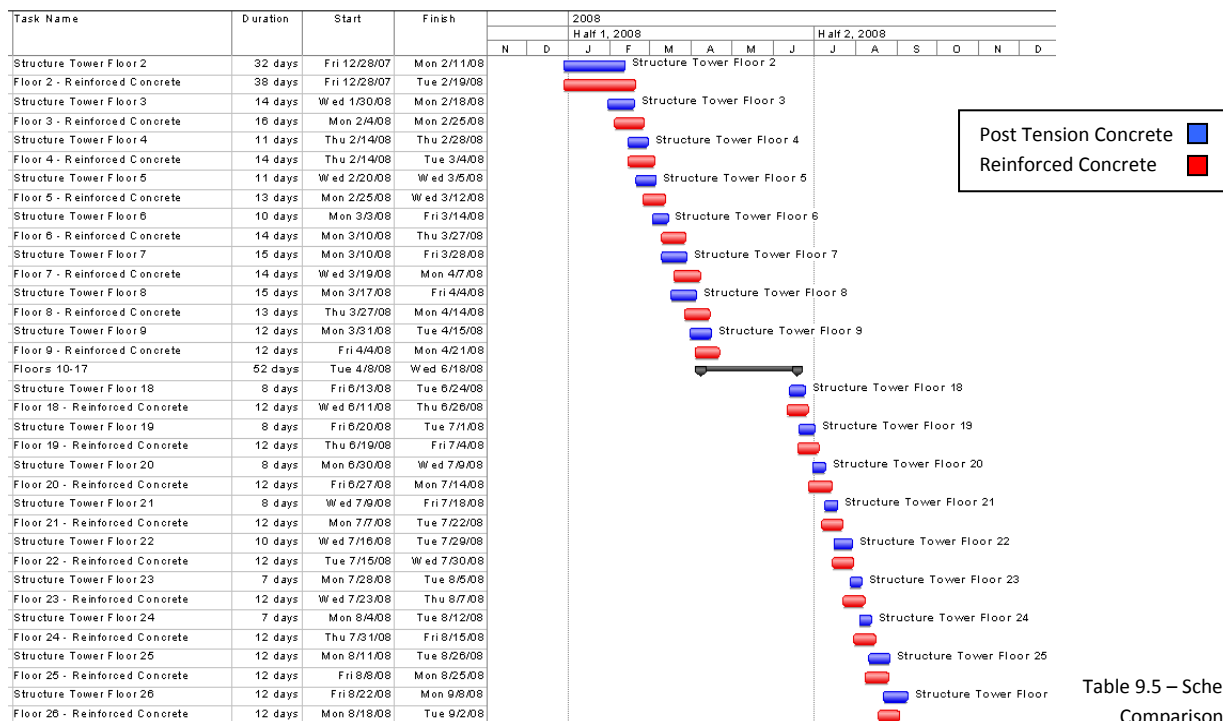 Task Name Duration Start Finish 2008
Half 1, 2008 Half 2, 2008
N D J F M A M J J A S O N D
Structure Tower Floor 2 32 days Fri 12/28/07 Mon 2/11/08 Structure Tower Floor 2
Floor 2 - Reinforced Concrete 38 days Fri 12/28/07 Tue 2/19/08
Structure Tower Floor 3 14 days Wed 1/30/08 Mon 2/18/08 Structure Tower Floor 3
Floor 3 - Reinforced Concrete 16 days Mon 2/4/08 Mon 2/25/08
Structure Tower Floor 4 11 days Thu 2/14/08 Thu 2/28/08 Structure Tower Floor 4
Floor 4 - Reinforced Concrete 14 days Thu 2/14/08 Tue 3/4/08
Structure Tower Floor 5 11 days Wed 2/20/08 Wed 3/5/08 Structure Tower Floor 5
Floor 5 - Reinforced Concrete 13 days Mon 2/25/08 Wed 3/12/08
Structure Tower Floor 6 10 days Mon 3/3/08 Fri 3/14/08 Structure Tower Floor 6
Floor 6 - Reinforced Concrete 14 days Mon 3/10/08 Thu 3/27/08
Structure Tower Floor 7 15 days Mon 3/10/08 Fri 3/28/08 Structure Tower Floor 7
Floor 7 - Reinforced Concrete 14 days Wed 3/19/08 Mon 4/7/08
Structure Tower Floor 8 15 days Mon 3/17/08 Fri 4/4/08 Structure Tower Floor 8
Floor 8 - Reinforced Concrete 13 days Thu 3/27/08 Mon 4/14/08
Structure Tower Floor 9 12 days Mon 3/31/08 Tue 4/15/08 Structure Tower Floor 9
Floor 9 - Reinforced Concrete 12 days Fri 4/4/08 Mon 4/21/08
Floors 10-17 52 days Tue 4/8/08 Wed 6/18/08
Structure Tower Floor 18 8 days Fri 6/13/08 Tue 6/24/08 Structure Tower Floor 18
Floor 18 - Reinforced Concrete 12 days Wed 6/11/08 Thu 6/26/08
Structure Tower Floor 19 8 days Fri 6/20/08 Tue 7/1/08 Structure Tower Floor 19
Floor 19 - Reinforced Concrete 12 days Thu 6/19/08 Fri 7/4/08
Structure Tower Floor 20 8 days Mon 6/30/08 Wed 7/9/08 Structure Tower Floor 20
Floor 20 - Reinforced Concrete 12 days Fri 6/27/08 Mon 7/14/08
Structure Tower Floor 21 8 days Wed 7/9/08 Fri 7/18/08 Structure Tower Floor 21
Floor 21 - Reinforced Concrete 12 days Mon 7/7/08 Tue 7/22/08
Structure Tower Floor 22 10 days Wed 7/16/08 Tue 7/29/08 Structure Tower Floor 22
Floor 22 - Reinforced Concrete 12 days Tue 7/15/08 Wed 7/30/08
Structure Tower Floor 23 7 days Mon 7/28/08 Tue 8/5/08 Structure Tower Floor 23
Floor 23 - Reinforced Concrete 12 days Wed 7/23/08 Thu 8/7/08
Structure Tower Floor 24 7 days Mon 8/4/08 Tue 8/12/08 Structure Tower Floor 24
Floor 24 - Reinforced Concrete 12 days Thu 7/31/08 Fri 8/15/08
Structure Tower Floor 25 12 days Mon 8/11/08 Tue 8/26/08 Structure Tower Floor 25
Floor 25 - Reinforced Concrete 12 days Fri 8/8/08 Mon 8/25/08
Structure Tower Floor 26 12 days Fri 8/22/08 Mon 9/8/08 Structure Tower Floor
Floor 26 - Reinforced Concrete 12 days Mon 8/18/08 Tue 9/2/08
Post Tension Concrete
Reinforced Concrete
Table 9.5 – Sche
Comparison